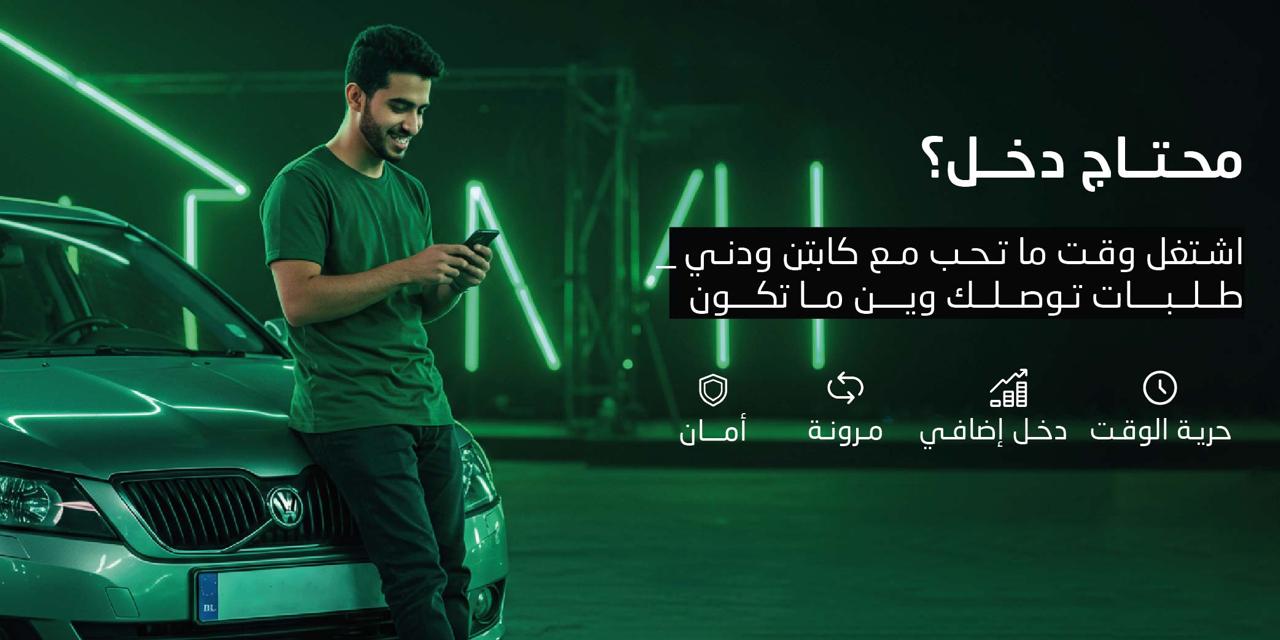 محتاج دخل؟
اشتغل وقت ما تحب مع كابتن ودني _
طلبات توصلك وين ما تكون
حرية الوقت
دخل إضافي
مرونة
أمان
BL